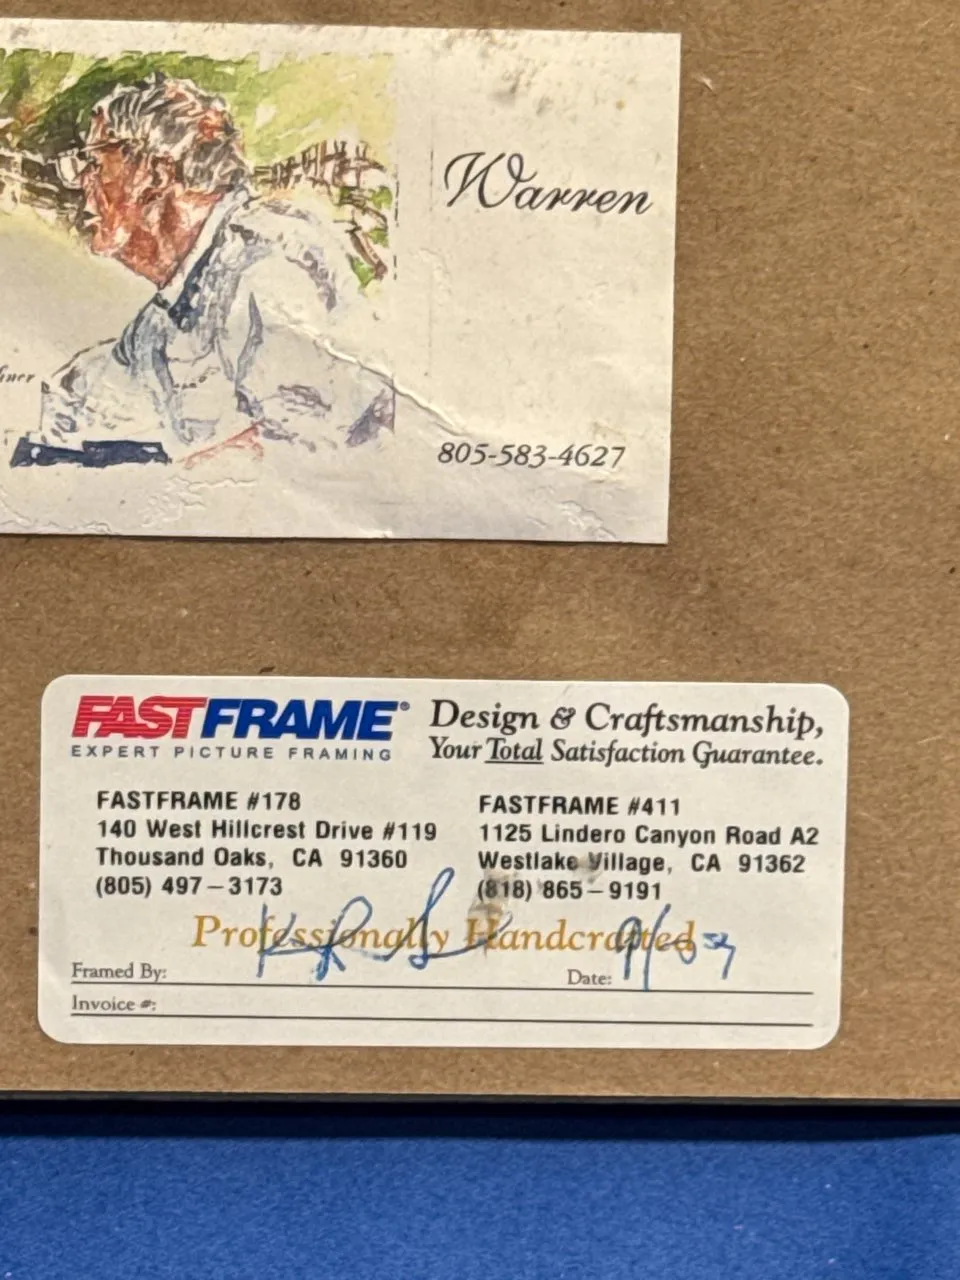 Warren
805-583-4627
FASTFRAME®
EXPERT PICTURE FRAMING
Design & Craftsmanship,
Your Total Satisfaction Guarantee.
FASTFRAME #178
140 West Hillcrest Drive #119
Thousand Oaks, CA 91360
(805) 497-3173
FASTFRAME #411
1125 Lindero Canyon Road A2
Westlake Village, CA 91362
(818) 865-9191
Professionally Handcrafted
Framed By:
Date: 9/
Invoice #: